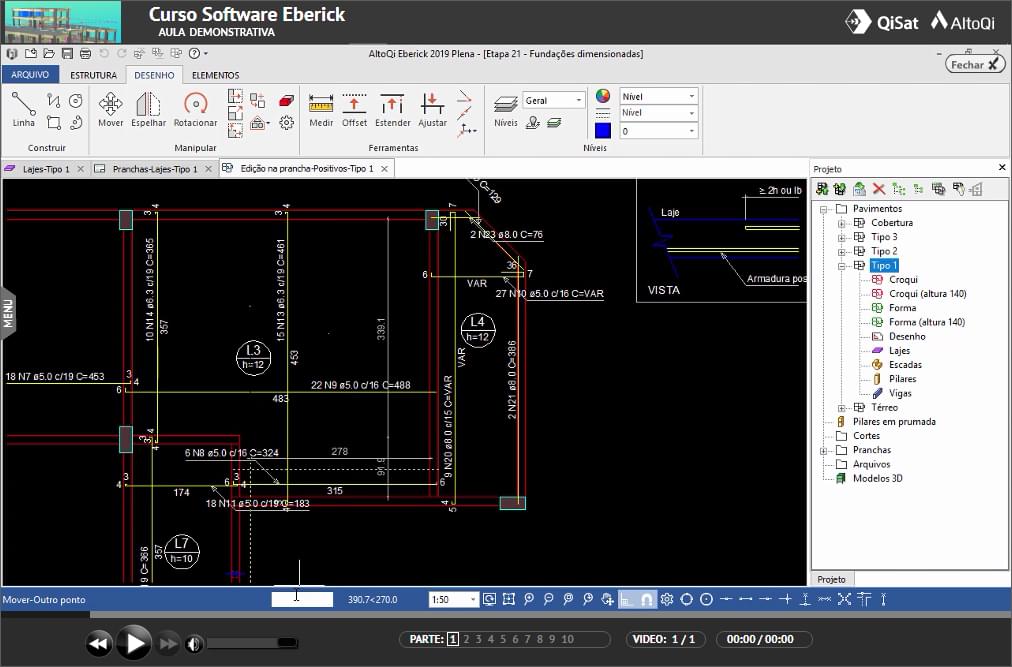 Curso Software Eberick
AULA DEMONSTRATIVA
QiSat
AltoQi
AltoQi Eberick 2019 Plena - [Etapa 21 - Fundações dimensionadas]
Fechar
ARQUIVO
ESTRUTURA
DESENHO
ELEMENTOS
Linha
Mover
Espelhar
Rotacionar
Medir
Offset
Estender
Ajustar
Níveis
Geral
Nível
Nível
0
Construir
Manipular
Ferramentas
Níveis
Lajes-Tipo 1
Pranchas-Lajes-Tipo 1
Edição na prancha-Positivos-Tipo 1
Projeto
C=129
2 N23 ø8.0 C=76
36
7
6
VAR
27 N10 ø5.0 c/16 C=VAR
10 N14 ø6.3 c/19 C=365
357
15 N13 ø6.3 c/19 C=461
453
339.1
L3
h=12
L4
h=12
VAR
9 N20 ø8.0 c/15 C=VAR
2 N21 ø8.0 C=386
18 N7 ø5.0 c/19 C=453
22 N9 ø5.0 c/16 C=488
483
6 N8 ø5.0 c/16 C=324
278
91.9
315
174
18 N11 ø5.0 c/19 C=183
L7
h=10
357
19 C=366
≥ 2h ou lb
Laje
Armadura pos
VISTA
Pavimentos
Cobertura
Tipo 3
Tipo 2
Tipo 1
Croqui
Croqui (altura 140)
Forma
Forma (altura 140)
Desenho
Lajes
Escadas
Pilares
Vigas
Térreo
Pilares em prumada
Cortes
Pranchas
Arquivos
Modelos 3D
Projeto
MENU
Mover-Outro ponto
390.7<270.0
1:50
PARTE: 1 2 3 4 5 6 7 8 9 10
VIDEO: 1 / 1
00:00 / 00:00